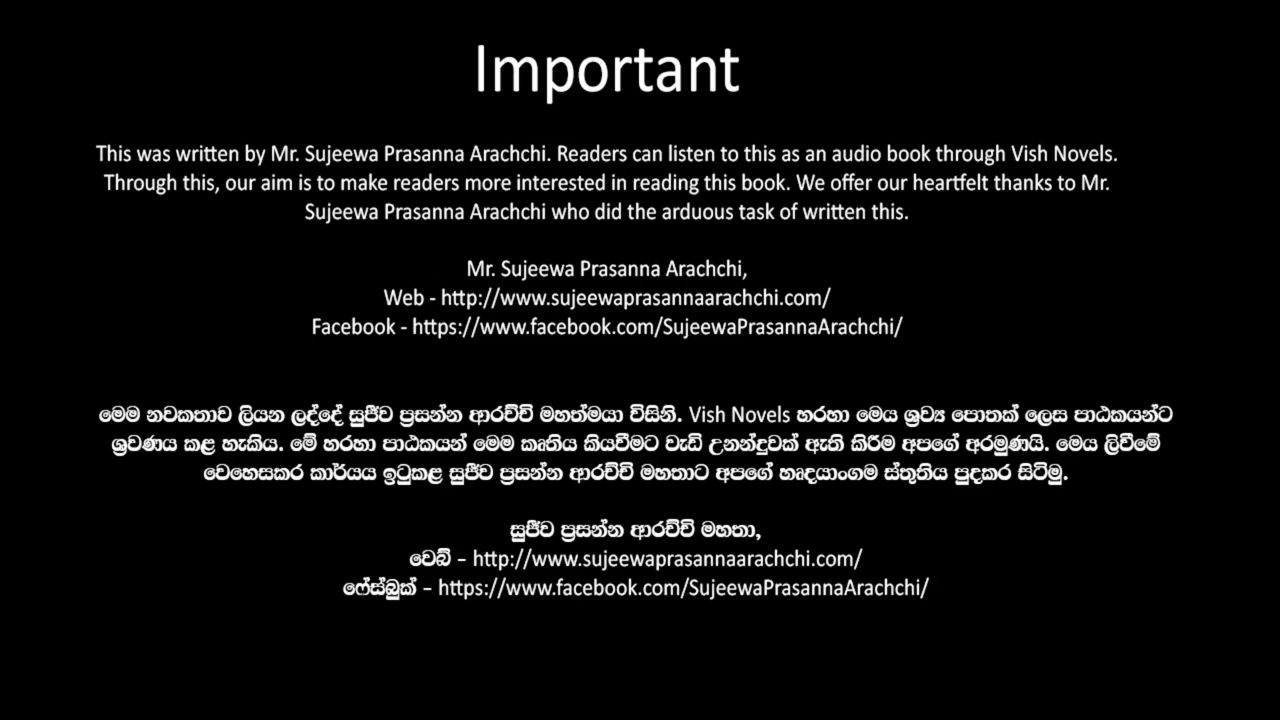 Important
This was written by Mr. Sujeewa Prasanna Arachchi. Readers can listen to this as an audio book through Vish Novels.
Through this, our aim is to make readers more interested in reading this book. We offer our heartfelt thanks to Mr.
Sujeewa Prasanna Arachchi who did the arduous task of written this.
Mr. Sujeewa Prasanna Arachchi,
Web - http://www.sujeewaprasannaarachchi.com/
Facebook - https://www.facebook.com/SujeewaPrasannaArachchi/
මෙම නවකතාව ලියන ලද්දේ සුජීව ප්‍රසන්න ආරච්චි මහත්මයා විසිනි. Vish Novels හරහා මෙය ශ්‍රව්‍ය පොතක් ලෙස පාඨකයන්ට
ශ්‍රවණය කළ හැකිය. මේ හරහා පාඨකයන් මෙම කෘතිය කියවීමට වැඩි උනන්දුවක් ඇති කිරීම අපගේ අරමුණයි. මෙය ලිවීමේ
වෙහෙසකර කාර්යය ඉටුකළ සුජීව ප්‍රසන්න ආරච්චි මහතාට අපගේ හෘදයාංගම ස්තූතිය පුදකර සිටිමු.
සුජීව ප්‍රසන්න ආරච්චි මහතා,
වෙබ් – http://www.sujeewaprasannaarachchi.com/
ෆේස්බුක් – https://www.facebook.com/SujeewaPrasannaArachchi/